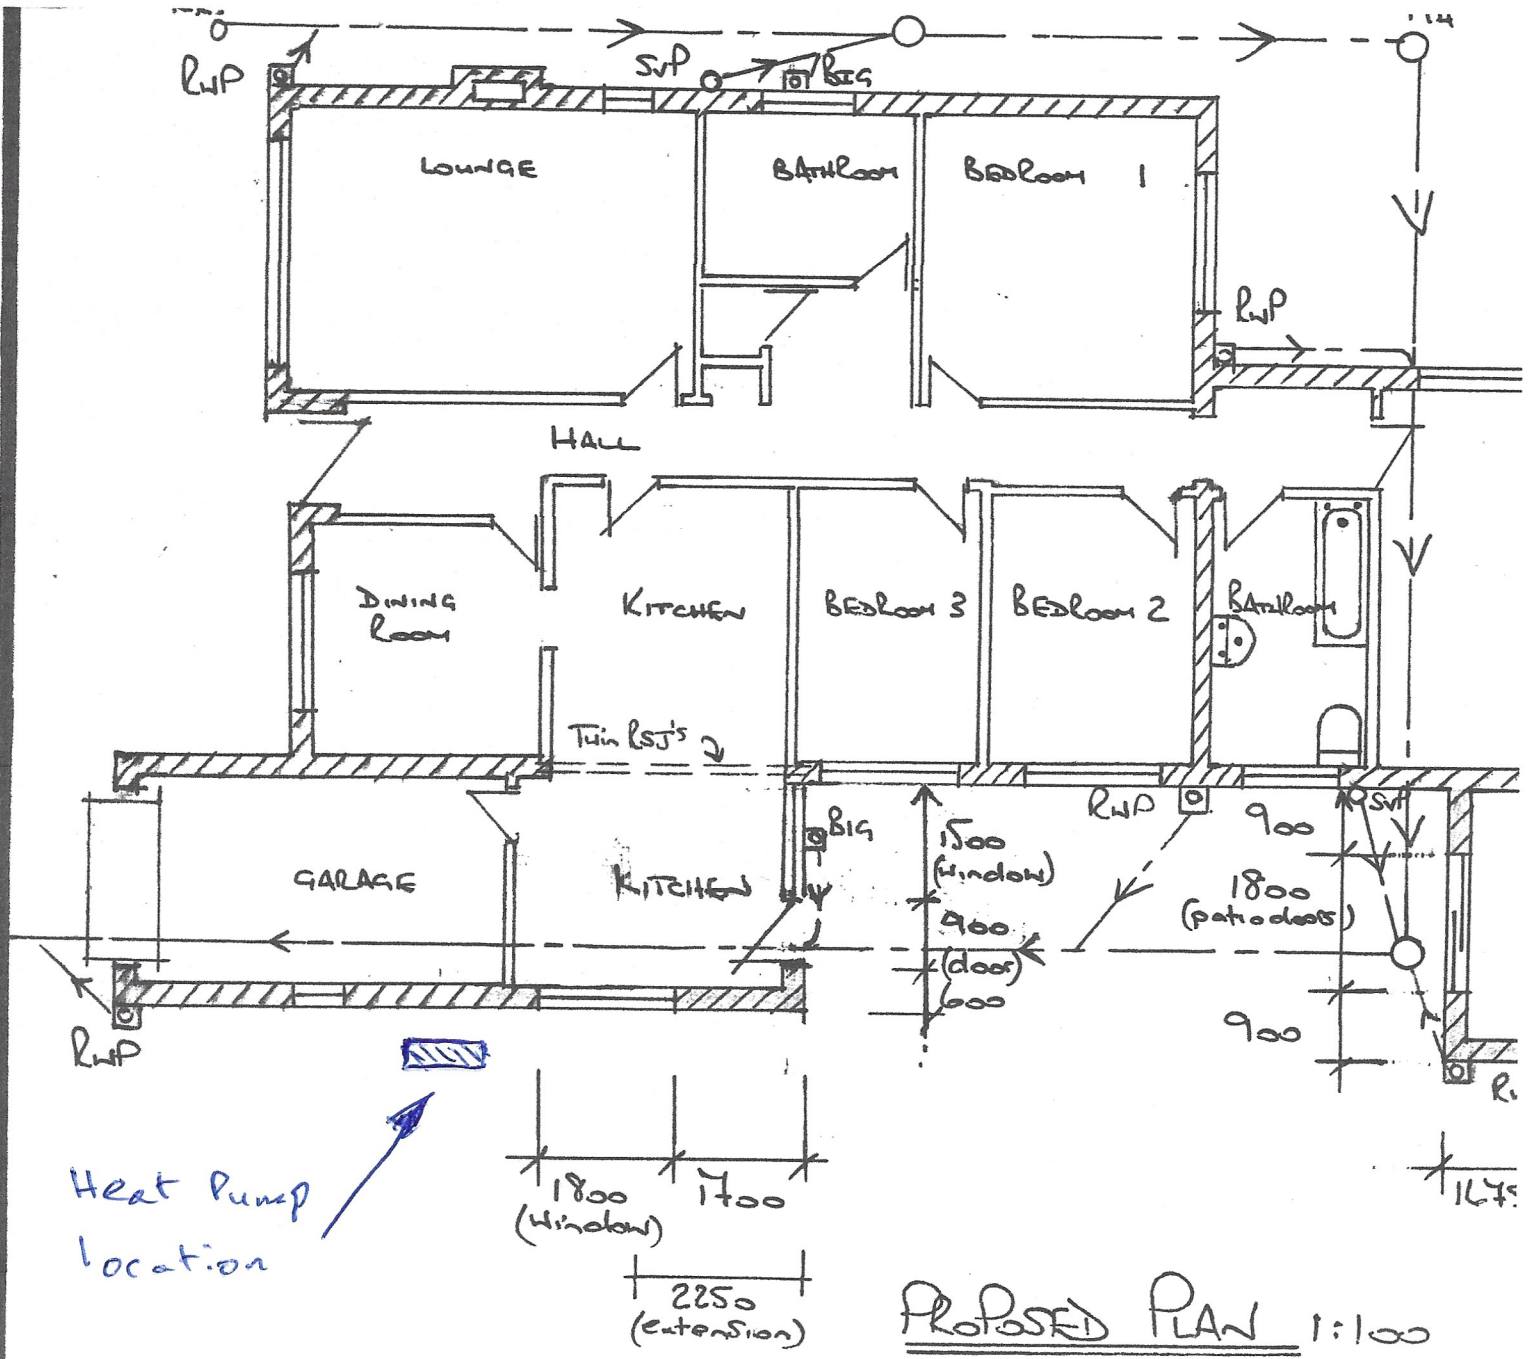 RWP
SVP
BIG
LOUNGE
BATHROOM
BEDROOM 1
RWP
HALL
DINING
ROOM
KITCHEN
BEDROOM 3
BEDROOM 2
BATHROOM
Twin RSJ's
RWP
SVP
BIG
1500
(window)
900
1800
(patio doors)
GARAGE
KITCHEN
900
(door)
600
900
RWP
Heat Pump
Location
1800
(window)
1700
2250
(extension)
PROPOSED PLAN 1:100